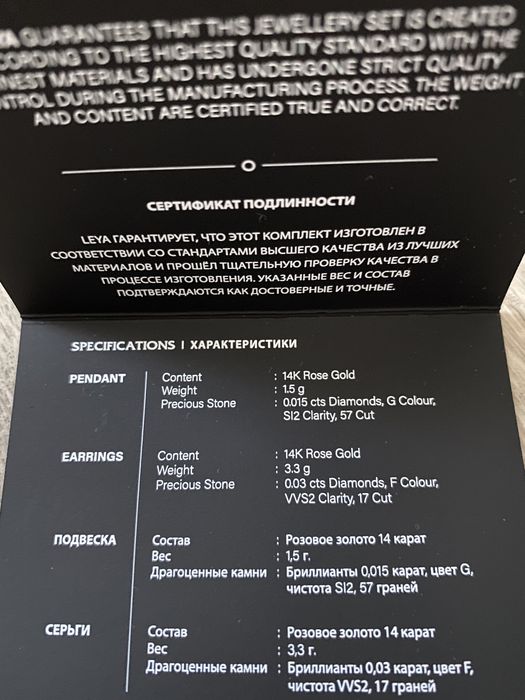 GUARANTEES THAT THIS JEWELLERY SET IS CREATED
TO THE HIGHEST QUALITY STANDARD WITH THE
MATERIALS AND HAS UNDERGONE STRICT QUALITY
DURING THE MANUFACTURING PROCESS. THE WEIGHT
AND CONTENT ARE CERTIFIED TRUE AND CORRECT.
СЕРТИФИКАТ ПОДЛИННОСТИ
LEYA ГАРАНТИРУЕТ, ЧТО ЭТОТ КОМПЛЕКТ ИЗГОТОВЛЕН В
СООТВЕТСТВИИ СО СТАНДАРТАМИ ВЫСШЕГО КАЧЕСТВА ИЗ ЛУЧШИХ
МАТЕРИАЛОВ И ПРОШЁЛ ТЩАТЕЛЬНУЮ ПРОВЕРКУ КАЧЕСТВА В
ПРОЦЕССЕ ИЗГОТОВЛЕНИЯ. УКАЗАННЫЕ ВЕС И СОСТАВ
ПОДТВЕРЖДАЮТСЯ КАК ДОСТОВЕРНЫЕ И ТОЧНЫЕ.
SPECIFICATIONS | ХАРАКТЕРИСТИКИ
PENDANT Content : 14K Rose Gold
Weight : 1.5 g
Precious Stone : 0.015 cts Diamonds, G Colour,
SI2 Clarity, 57 Cut
EARRINGS Content : 14K Rose Gold
Weight : 3.3 g
Precious Stone : 0.03 cts Diamonds, F Colour,
VVS2 Clarity, 17 Cut
ПОДВЕСКА Состав : Розовое золото 14 карат
Вес : 1,5 г.
Драгоценные камни : Бриллианты 0,015 карат, цвет G,
чистота SI2, 57 граней
СЕРЬГИ Состав : Розовое золото 14 карат
Вес : 3,3 г.
Драгоценные камни : Бриллианты 0,03 карат, цвет F,
чистота VVS2, 17 граней